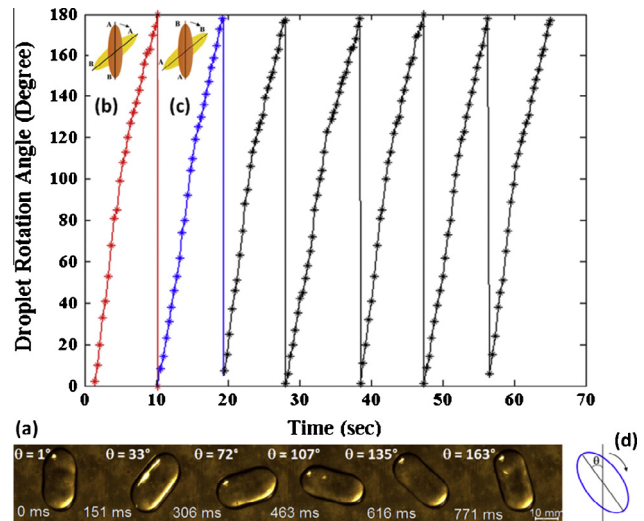 180
160
140
120
100
80
60
40
20
0
Droplet Rotation Angle (Degree)
A
A
B
B
(b)
B
B
A
A
(c)
0 10 20 30 40 50 60 70
Time (sec)
(a)
θ = 1° θ = 33° θ = 72° θ = 107° θ = 135° θ = 163°
0 ms 151 ms 306 ms 463 ms 616 ms 771 ms
10 mm
(d)
θ